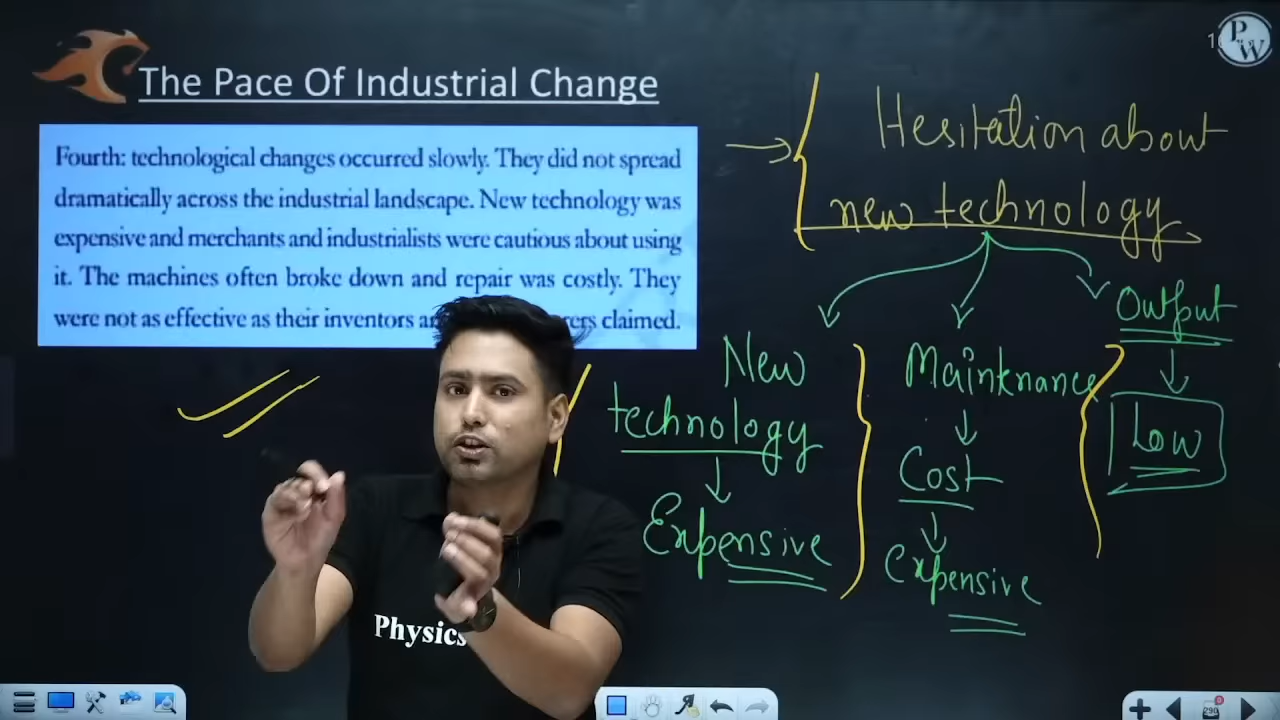 The Pace Of Industrial Change
Fourth: technological changes occurred slowly. They did not spread
dramatically across the industrial landscape. New technology was
expensive and merchants and industrialists were cautious about using
it. The machines often broke down and repair was costly. They
were not as effective as their inventors claimed.
Hesitation about
new technology
New
technology
Expensive
Maintenance
Cost
Expensive
Output
Low
Physics
PW
290